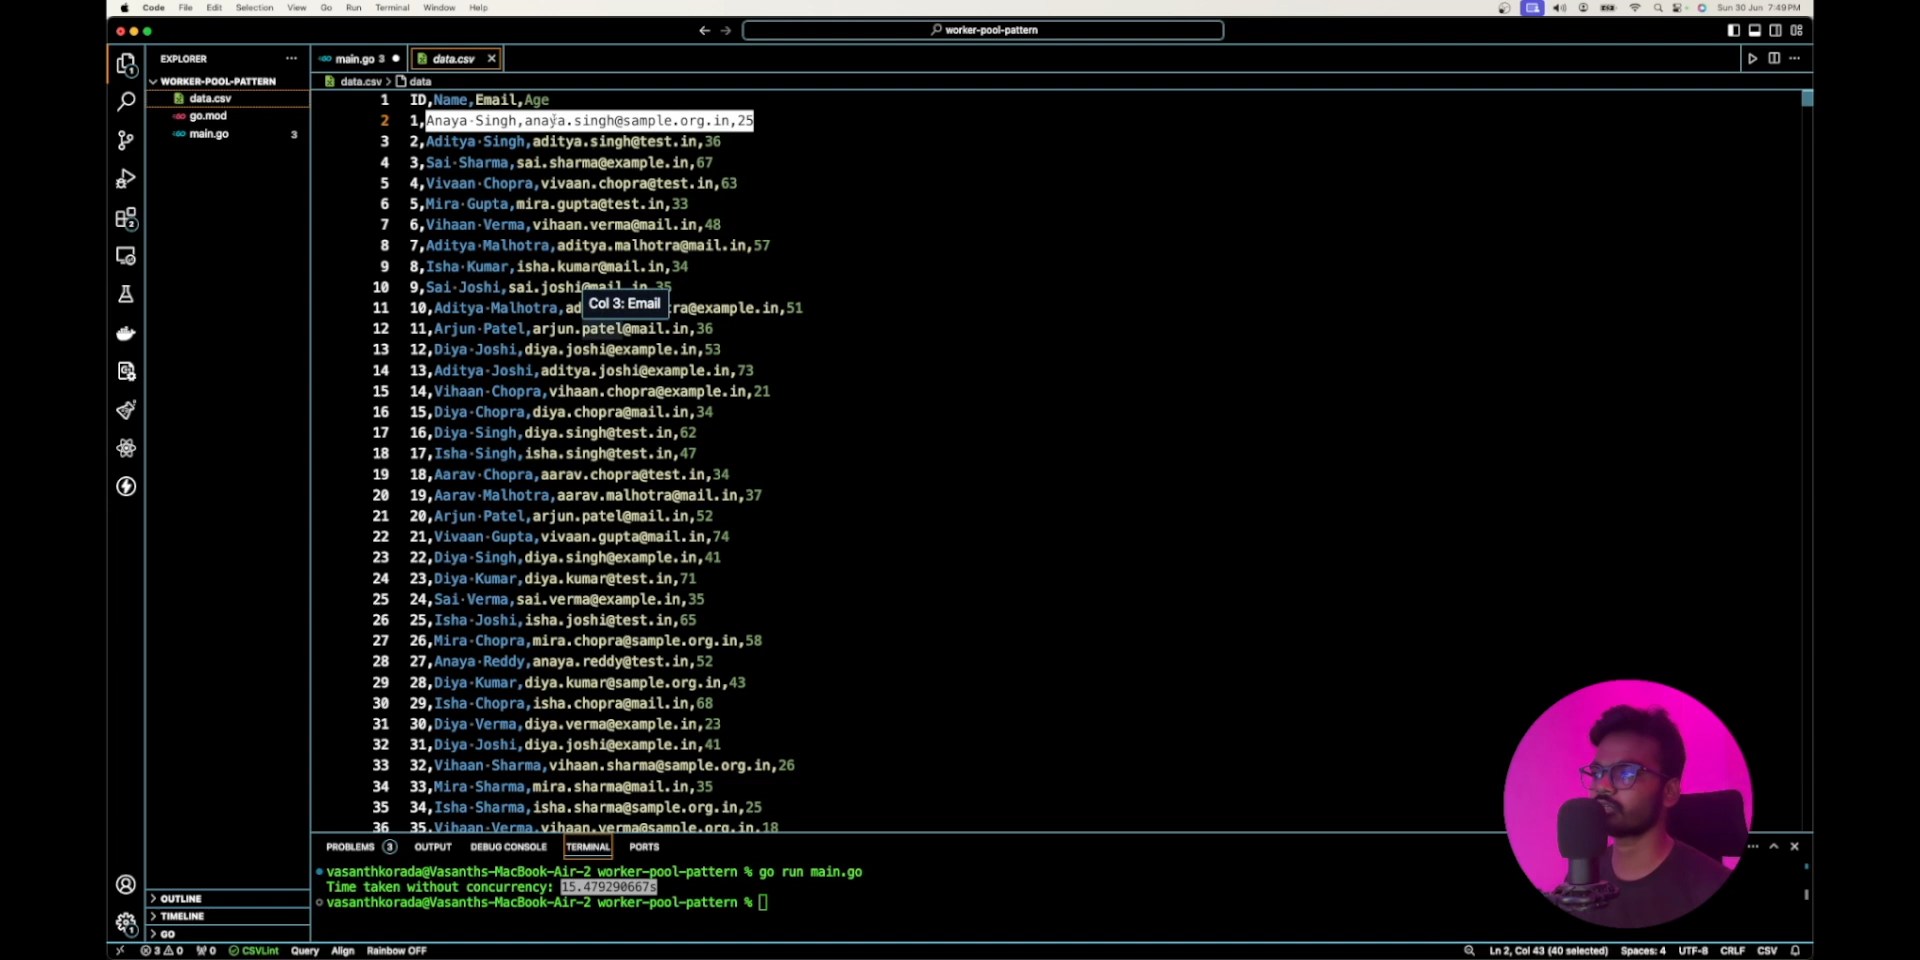 Code File Edit Selection View Go Run Terminal Window Help
Sun 30 Jun 7:49 PM
worker-pool-pattern
EXPLORER
WORKER-POOL-PATTERN
data.csv
go.mod
main.go 3
main.go 3
data.csv
data.csv > data
1 ID,Name,Email,Age
2 1,Anaya Singh,anaya.singh@sample.org.in,25
3 2,Aditya Singh,aditya.singh@test.in,36
4 3,Sai Sharma,sai.sharma@example.in,67
5 4,Vivaan Chopra,vivaan.chopra@test.in,63
6 5,Mira Gupta,mira.gupta@test.in,33
7 6,Vihaan Verma,vihaan.verma@mail.in,48
8 7,Aditya Malhotra,aditya.malhotra@mail.in,57
9 8,Isha Kumar,isha.kumar@mail.in,34
10 9,Sai Joshi,sai.joshi@mail.in,35
Col 3: Email
11 10,Aditya Malhotra,ad ra@example.in,51
12 11,Arjun Patel,arjun.patel@mail.in,36
13 12,Diya Joshi,diya.joshi@example.in,53
14 13,Aditya Joshi,aditya.joshi@example.in,73
15 14,Vihaan Chopra,vihaan.chopra@example.in,21
16 15,Diya Chopra,diya.chopra@mail.in,34
17 16,Diya Singh,diya.singh@test.in,62
18 17,Isha Singh,isha.singh@test.in,47
19 18,Aarav Chopra,aarav.chopra@test.in,34
20 19,Aarav Malhotra,aarav.malhotra@mail.in,37
21 20,Arjun Patel,arjun.patel@mail.in,52
22 21,Vivaan Gupta,vivaan.gupta@mail.in,74
23 22,Diya Singh,diya.singh@example.in,41
24 23,Diya Kumar,diya.kumar@test.in,71
25 24,Sai Verma,sai.verma@example.in,35
26 25,Isha Joshi,isha.joshi@test.in,65
27 26,Mira Chopra,mira.chopra@sample.org.in,58
28 27,Anaya Reddy,anaya.reddy@test.in,52
29 28,Diya Kumar,diya.kumar@sample.org.in,43
30 29,Isha Chopra,isha.chopra@mail.in,68
31 30,Diya Verma,diya.verma@example.in,23
32 31,Diya Joshi,diya.joshi@example.in,41
33 32,Vihaan Sharma,vihaan.sharma@sample.org.in,26
34 33,Mira Sharma,mira.sharma@mail.in,35
35 34,Isha Sharma,isha.sharma@sample.org.in,25
36 35,Vihaan Verma,vihaan.verma@sample.org.in,18
PROBLEMS 3 OUTPUT DEBUG CONSOLE TERMINAL PORTS
vasanthkorada@Vasanths-MacBook-Air-2 worker-pool-pattern % go run main.go
Time taken without concurrency: 15.479290667s
vasanthkorada@Vasanths-MacBook-Air-2 worker-pool-pattern %
OUTLINE
TIMELINE
GO
3 0 0 CSVLint Query Align Rainbow OFF
Ln 2, Col 43 (40 selected) Spaces: 4 UTF-8 CRLF CSV